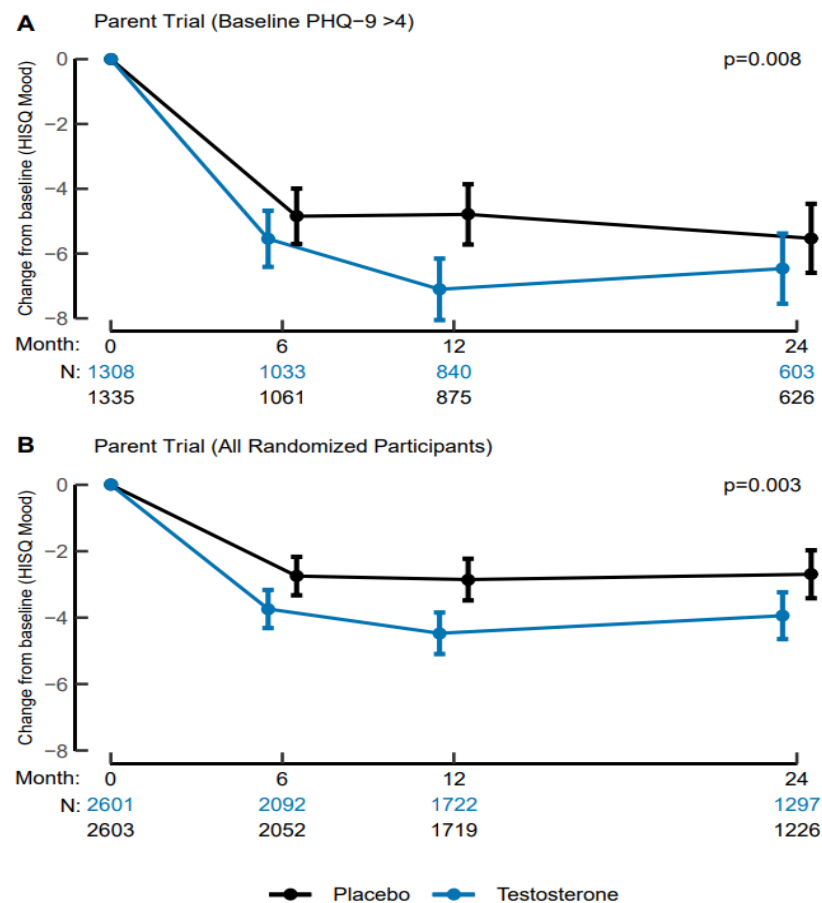 A Parent Trial (Baseline PHQ−9 >4)
p=0.008
Change from baseline (HISQ Mood)
0
−2
−4
−6
−8
Month: 0 6 12 24
N: 1308 1033 840 603
1335 1061 875 626
B Parent Trial (All Randomized Participants)
p=0.003
Change from baseline (HISQ Mood)
0
−2
−4
−6
−8
Month: 0 6 12 24
N: 2601 2092 1722 1297
2603 2052 1719 1226
Placebo Testosterone